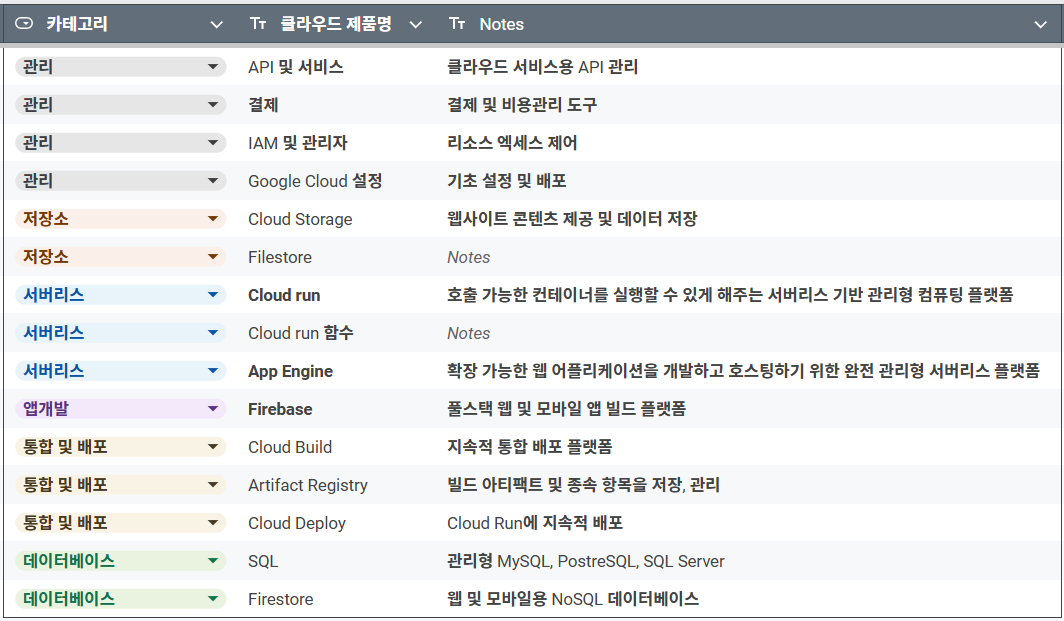 카테고리 Tт 클라우드 제품명 Tт Notes
관리 API 및 서비스 클라우드 서비스용 API 관리
관리 결제 결제 및 비용관리 도구
관리 IAM 및 관리자 리소스 엑세스 제어
관리 Google Cloud 설정 기초 설정 및 배포
저장소 Cloud Storage 웹사이트 콘텐츠 제공 및 데이터 저장
저장소 Filestore Notes
서버리스 Cloud run 호출 가능한 컨테이너를 실행할 수 있게 해주는 서버리스 기반 관리형 컴퓨팅 플랫폼
서버리스 Cloud run 함수 Notes
서버리스 App Engine 확장 가능한 웹 어플리케이션을 개발하고 호스팅하기 위한 완전 관리형 서버리스 플랫폼
앱개발 Firebase 풀스택 웹 및 모바일 앱 빌드 플랫폼
통합 및 배포 Cloud Build 지속적 통합 배포 플랫폼
통합 및 배포 Artifact Registry 빌드 아티팩트 및 종속 항목을 저장, 관리
통합 및 배포 Cloud Deploy Cloud Run에 지속적 배포
데이터베이스 SQL 관리형 MySQL, PostreSQL, SQL Server
데이터베이스 Firestore 웹 및 모바일용 NoSQL 데이터베이스